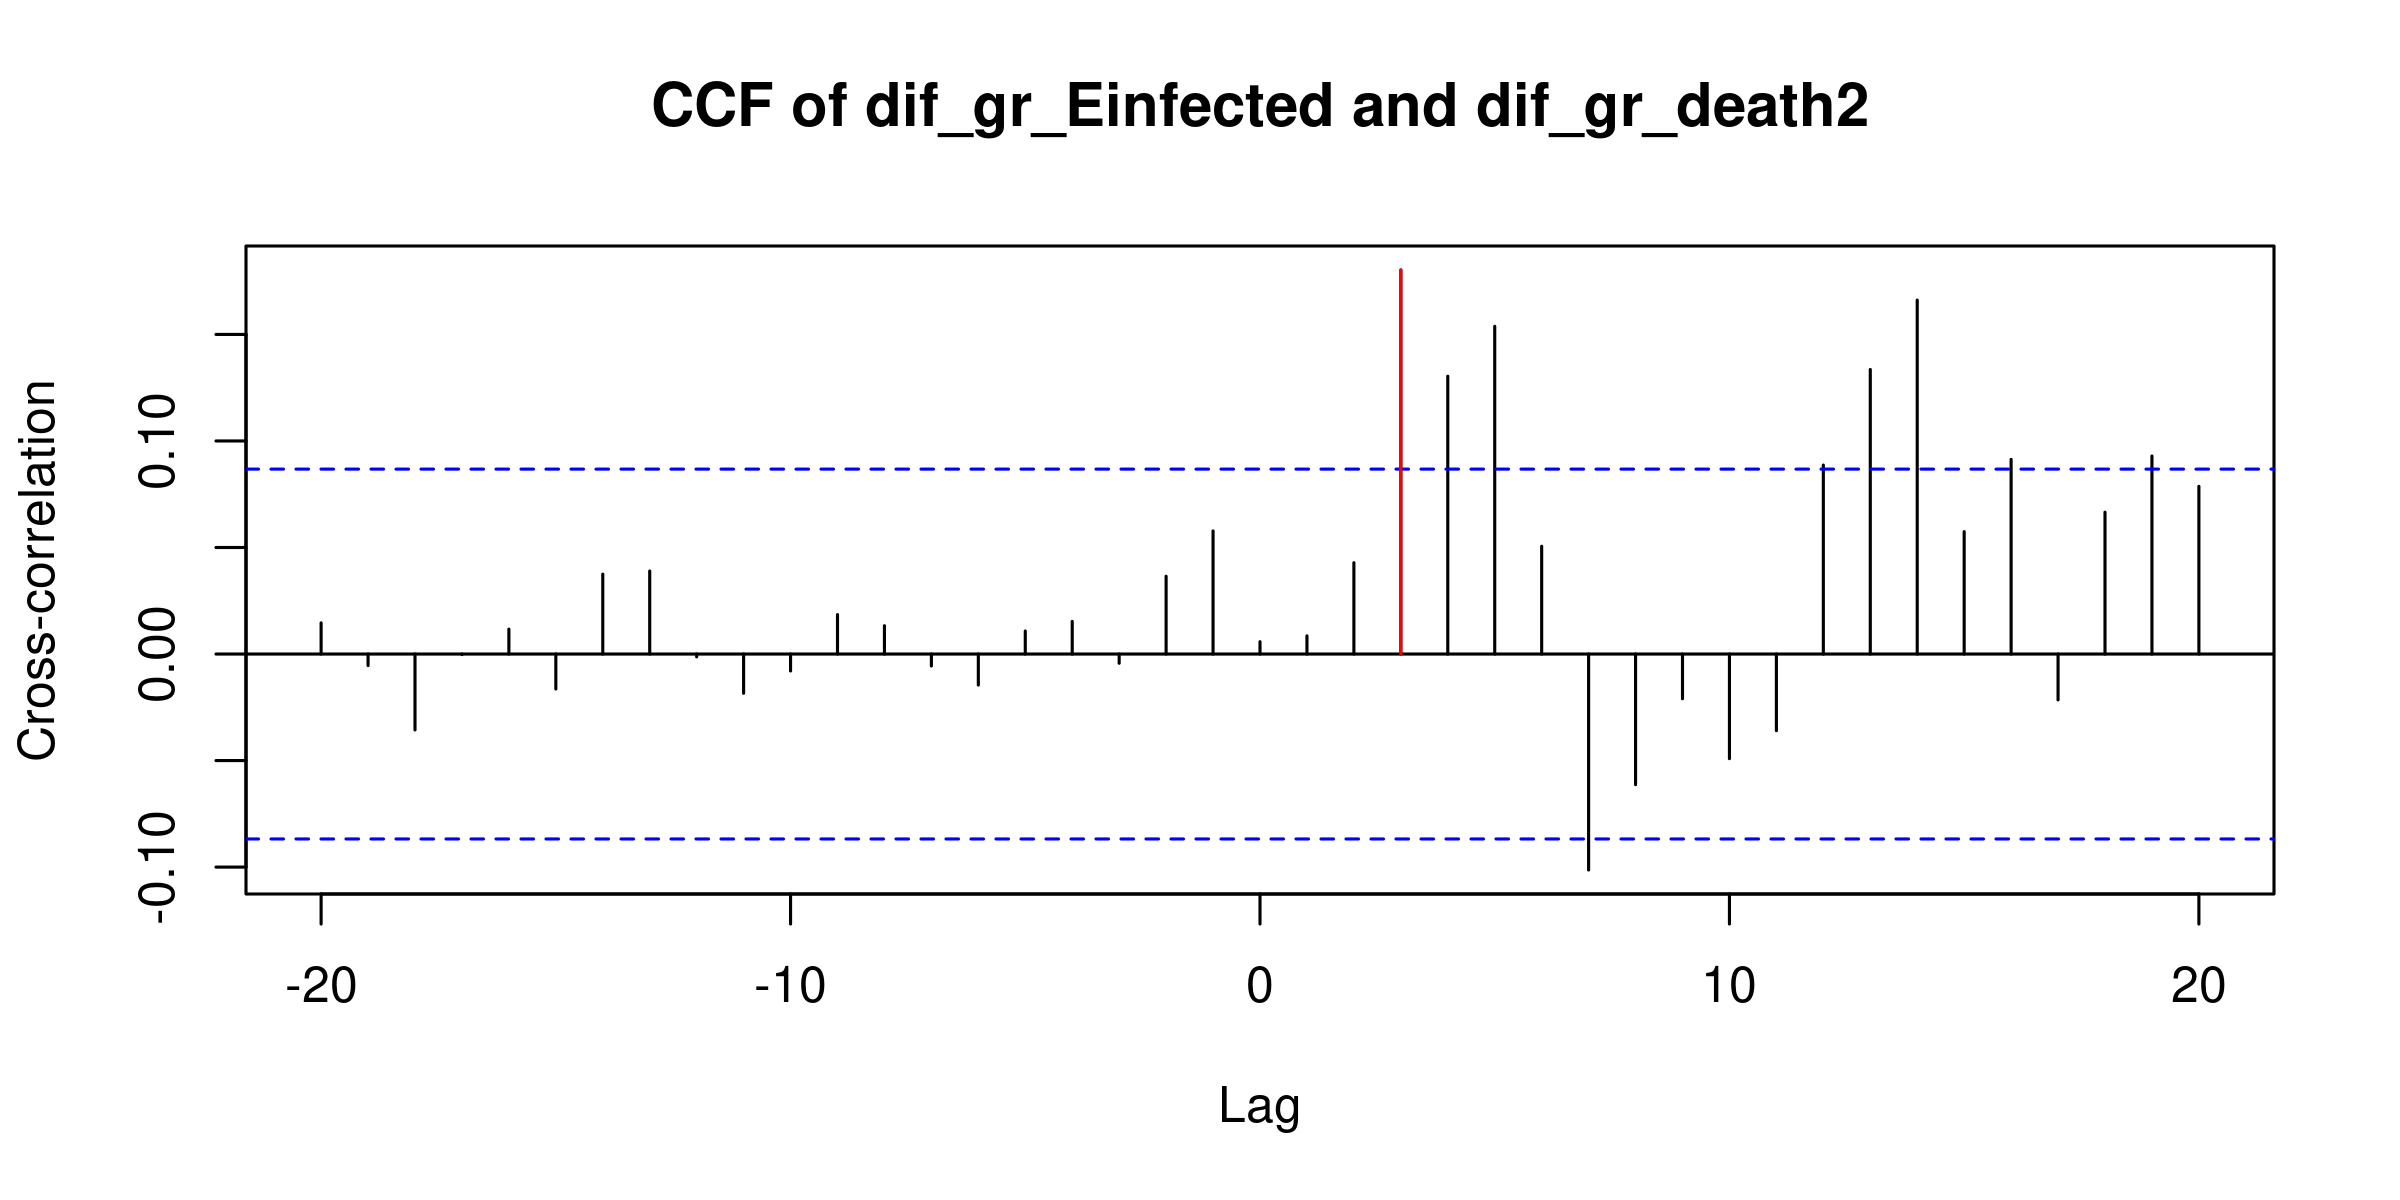 CCF of dif_gr_Einfected and dif_gr_death2
Cross-correlation
0.10
0.00
-0.10
-20 -10 0 10 20
Lag